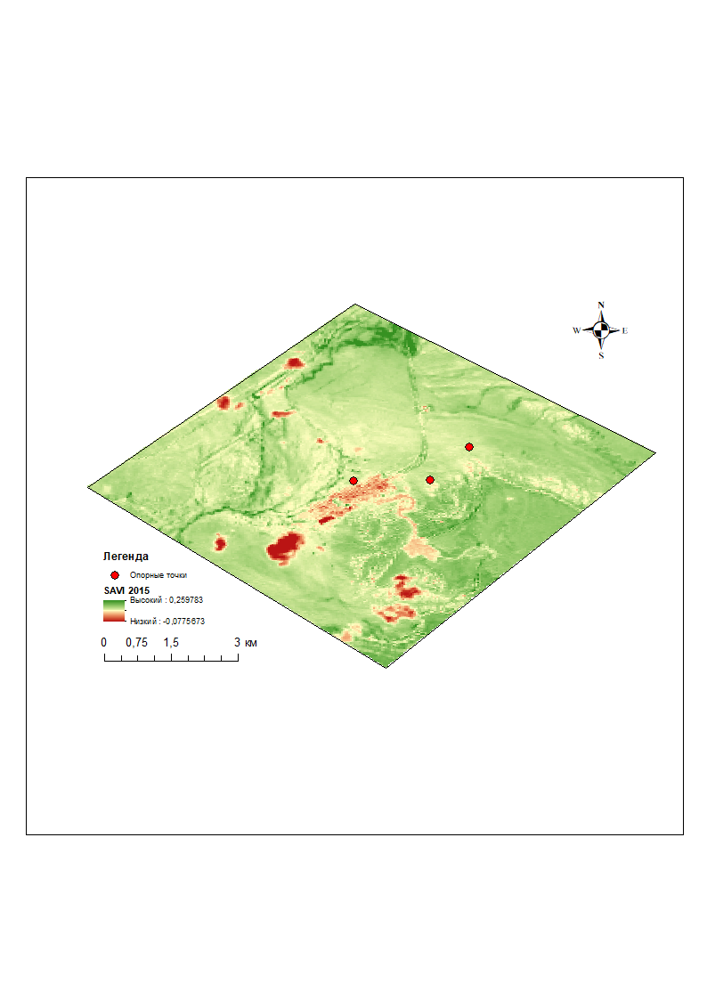 N
W E
S
Легенда
Опорные точки
SAVI 2015
Высокий : 0,259783
Низкий : -0,0775673
0 0,75 1,5 3 км